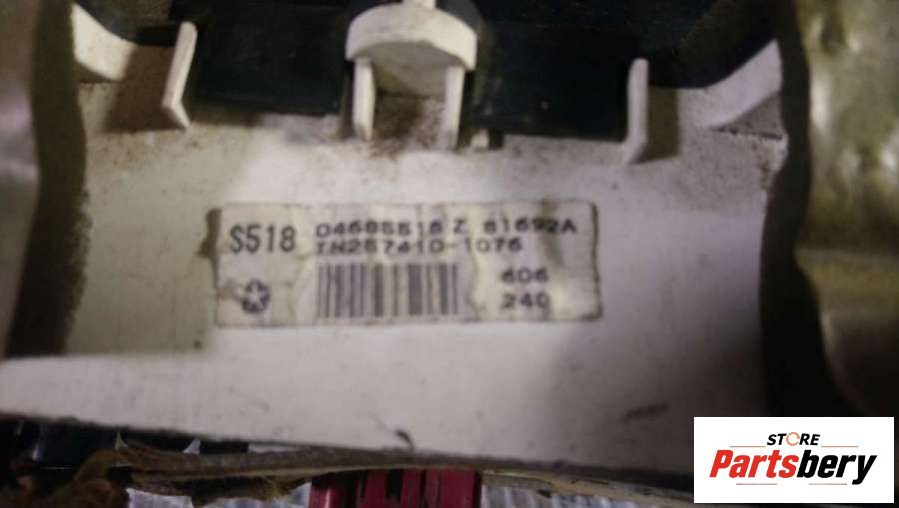 S518 04685518 Z 81692A
TN257410-1076
606
240
STORE
Partsbery